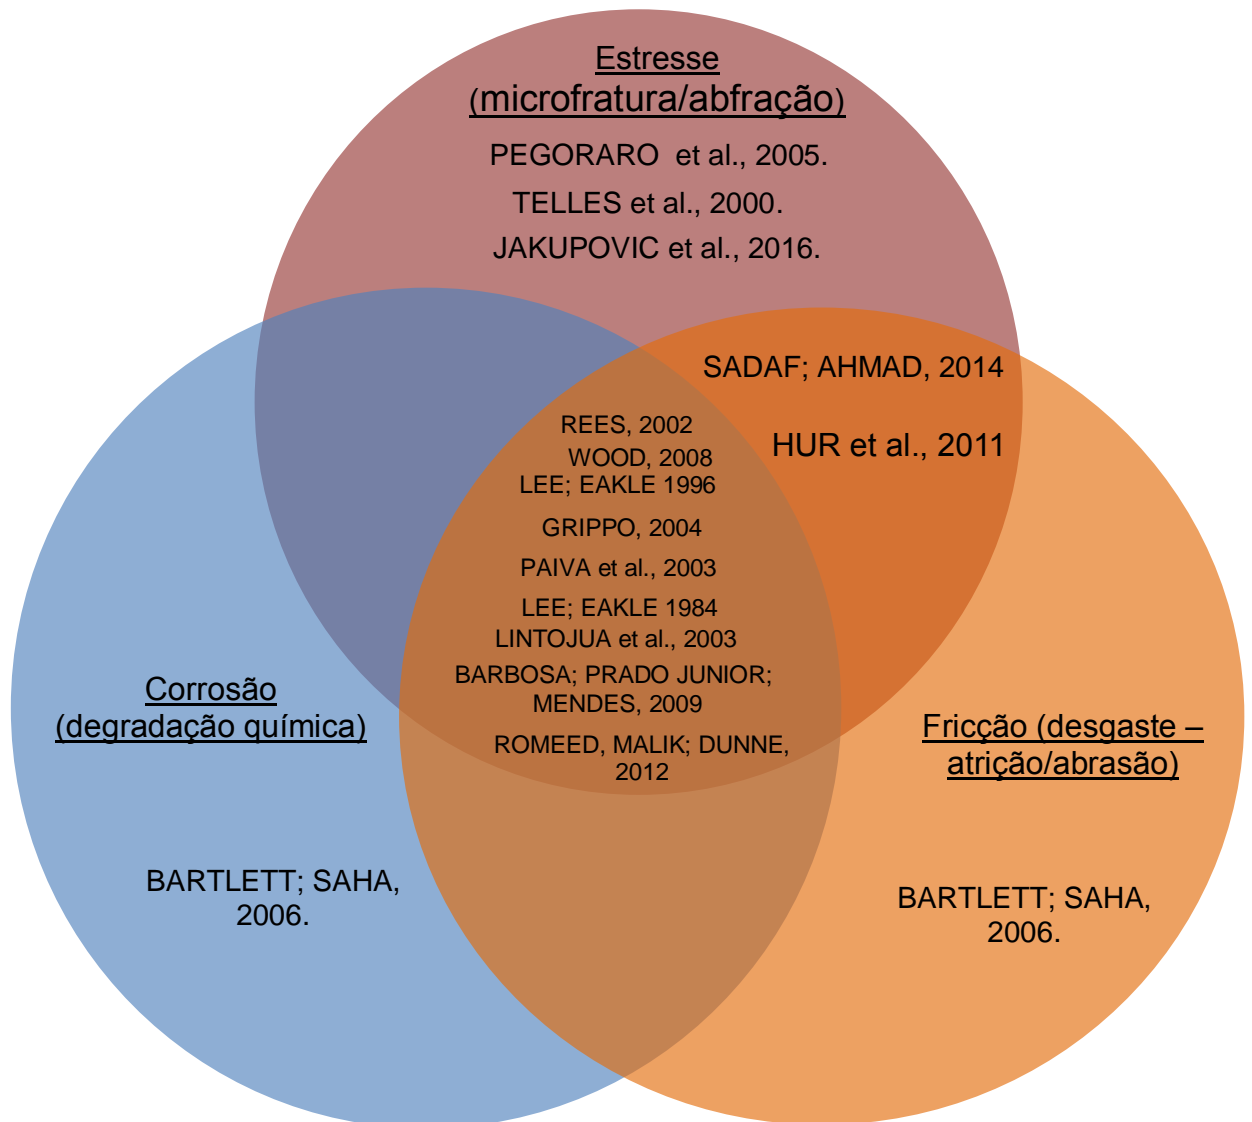 Estresse
(microfratura/abfração)
PEGORARO et al., 2005.
TELLES et al., 2000.
JAKUPOVIC et al., 2016.
SADAF; AHMAD, 2014
HUR et al., 2011
REES, 2002
WOOD, 2008
LEE; EAKLE 1996
GRIPPO, 2004
PAIVA et al., 2003
LEE; EAKLE 1984
LINTOJUA et al., 2003
BARBOSA; PRADO JUNIOR;
MENDES, 2009
ROMEED, MALIK; DUNNE,
2012
Corrosão
(degradação química)
BARTLETT; SAHA,
2006.
Fricção (desgaste –
atrição/abrasão)
BARTLETT; SAHA,
2006.